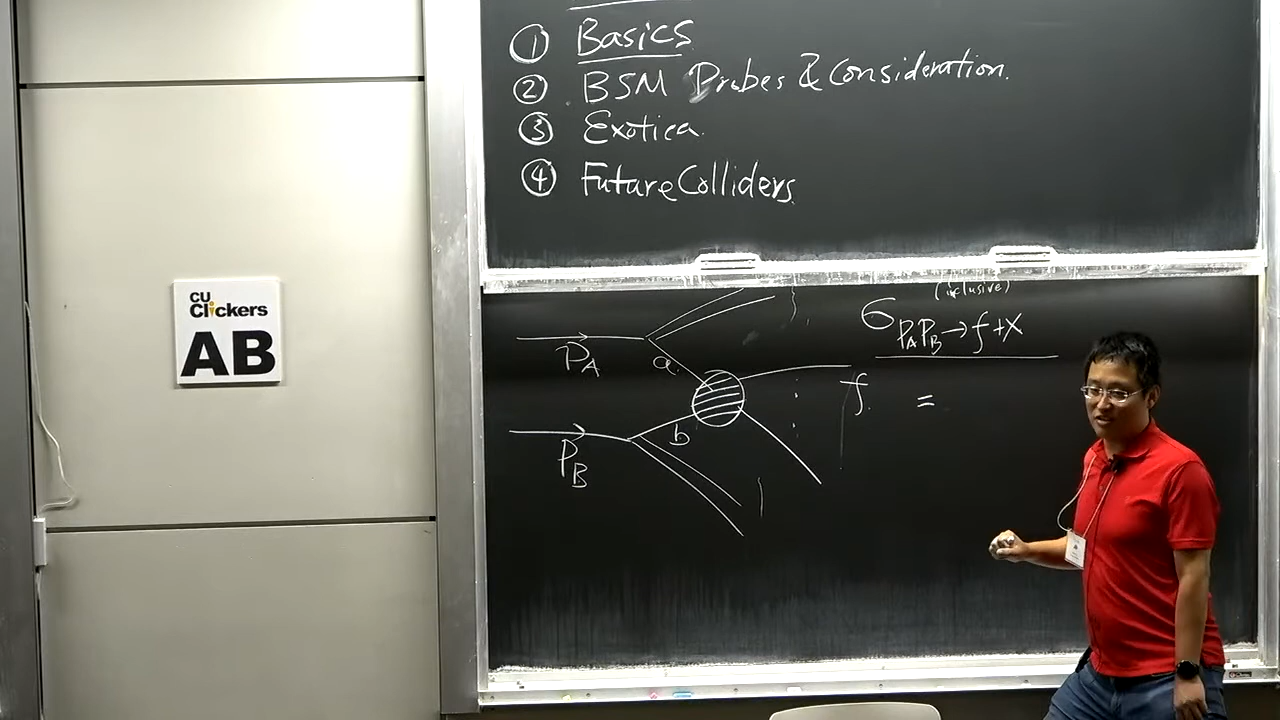 ① Basics
② BSM Probes & Consideration.
③ Exotica.
④ Future Colliders
(inclusive)
σ P_A P_B → f + X
P_A
a
f.
=
b
P_B
CU
Clickers
AB